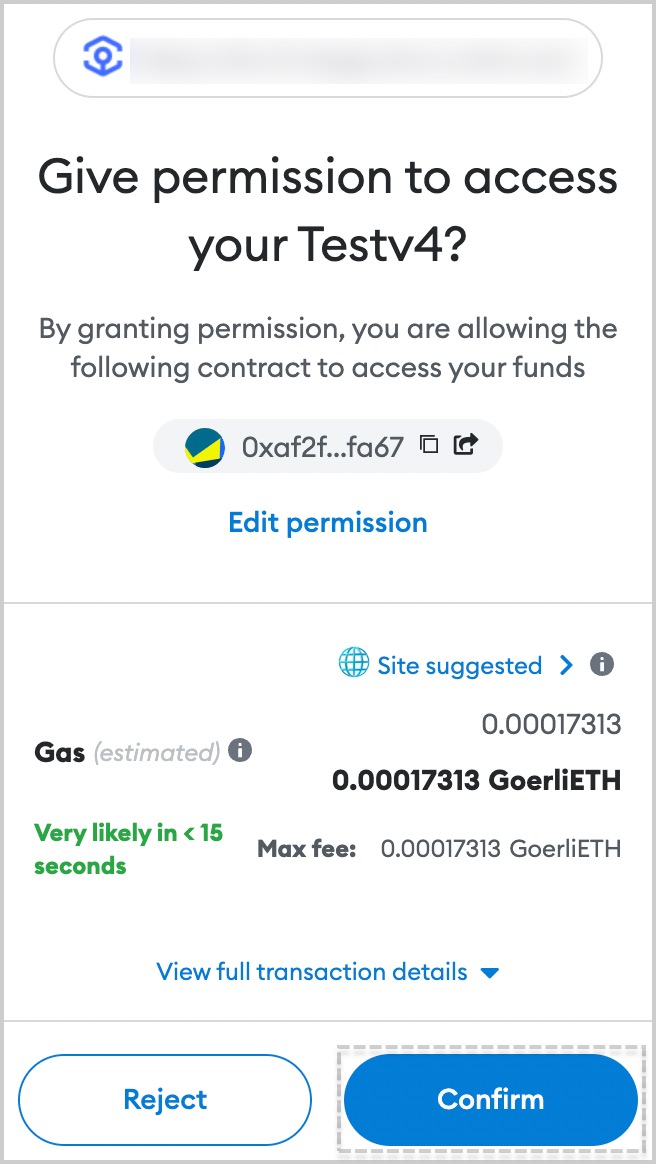 Give permission to access
your Testv4?
By granting permission, you are allowing the
following contract to access your funds
0xaf2f...fa67
Edit permission
Site suggested
0.00017313
Gas (estimated)
0.00017313 GoerliETH
Very likely in < 15
seconds
Max fee: 0.00017313 GoerliETH
View full transaction details
Reject
Confirm